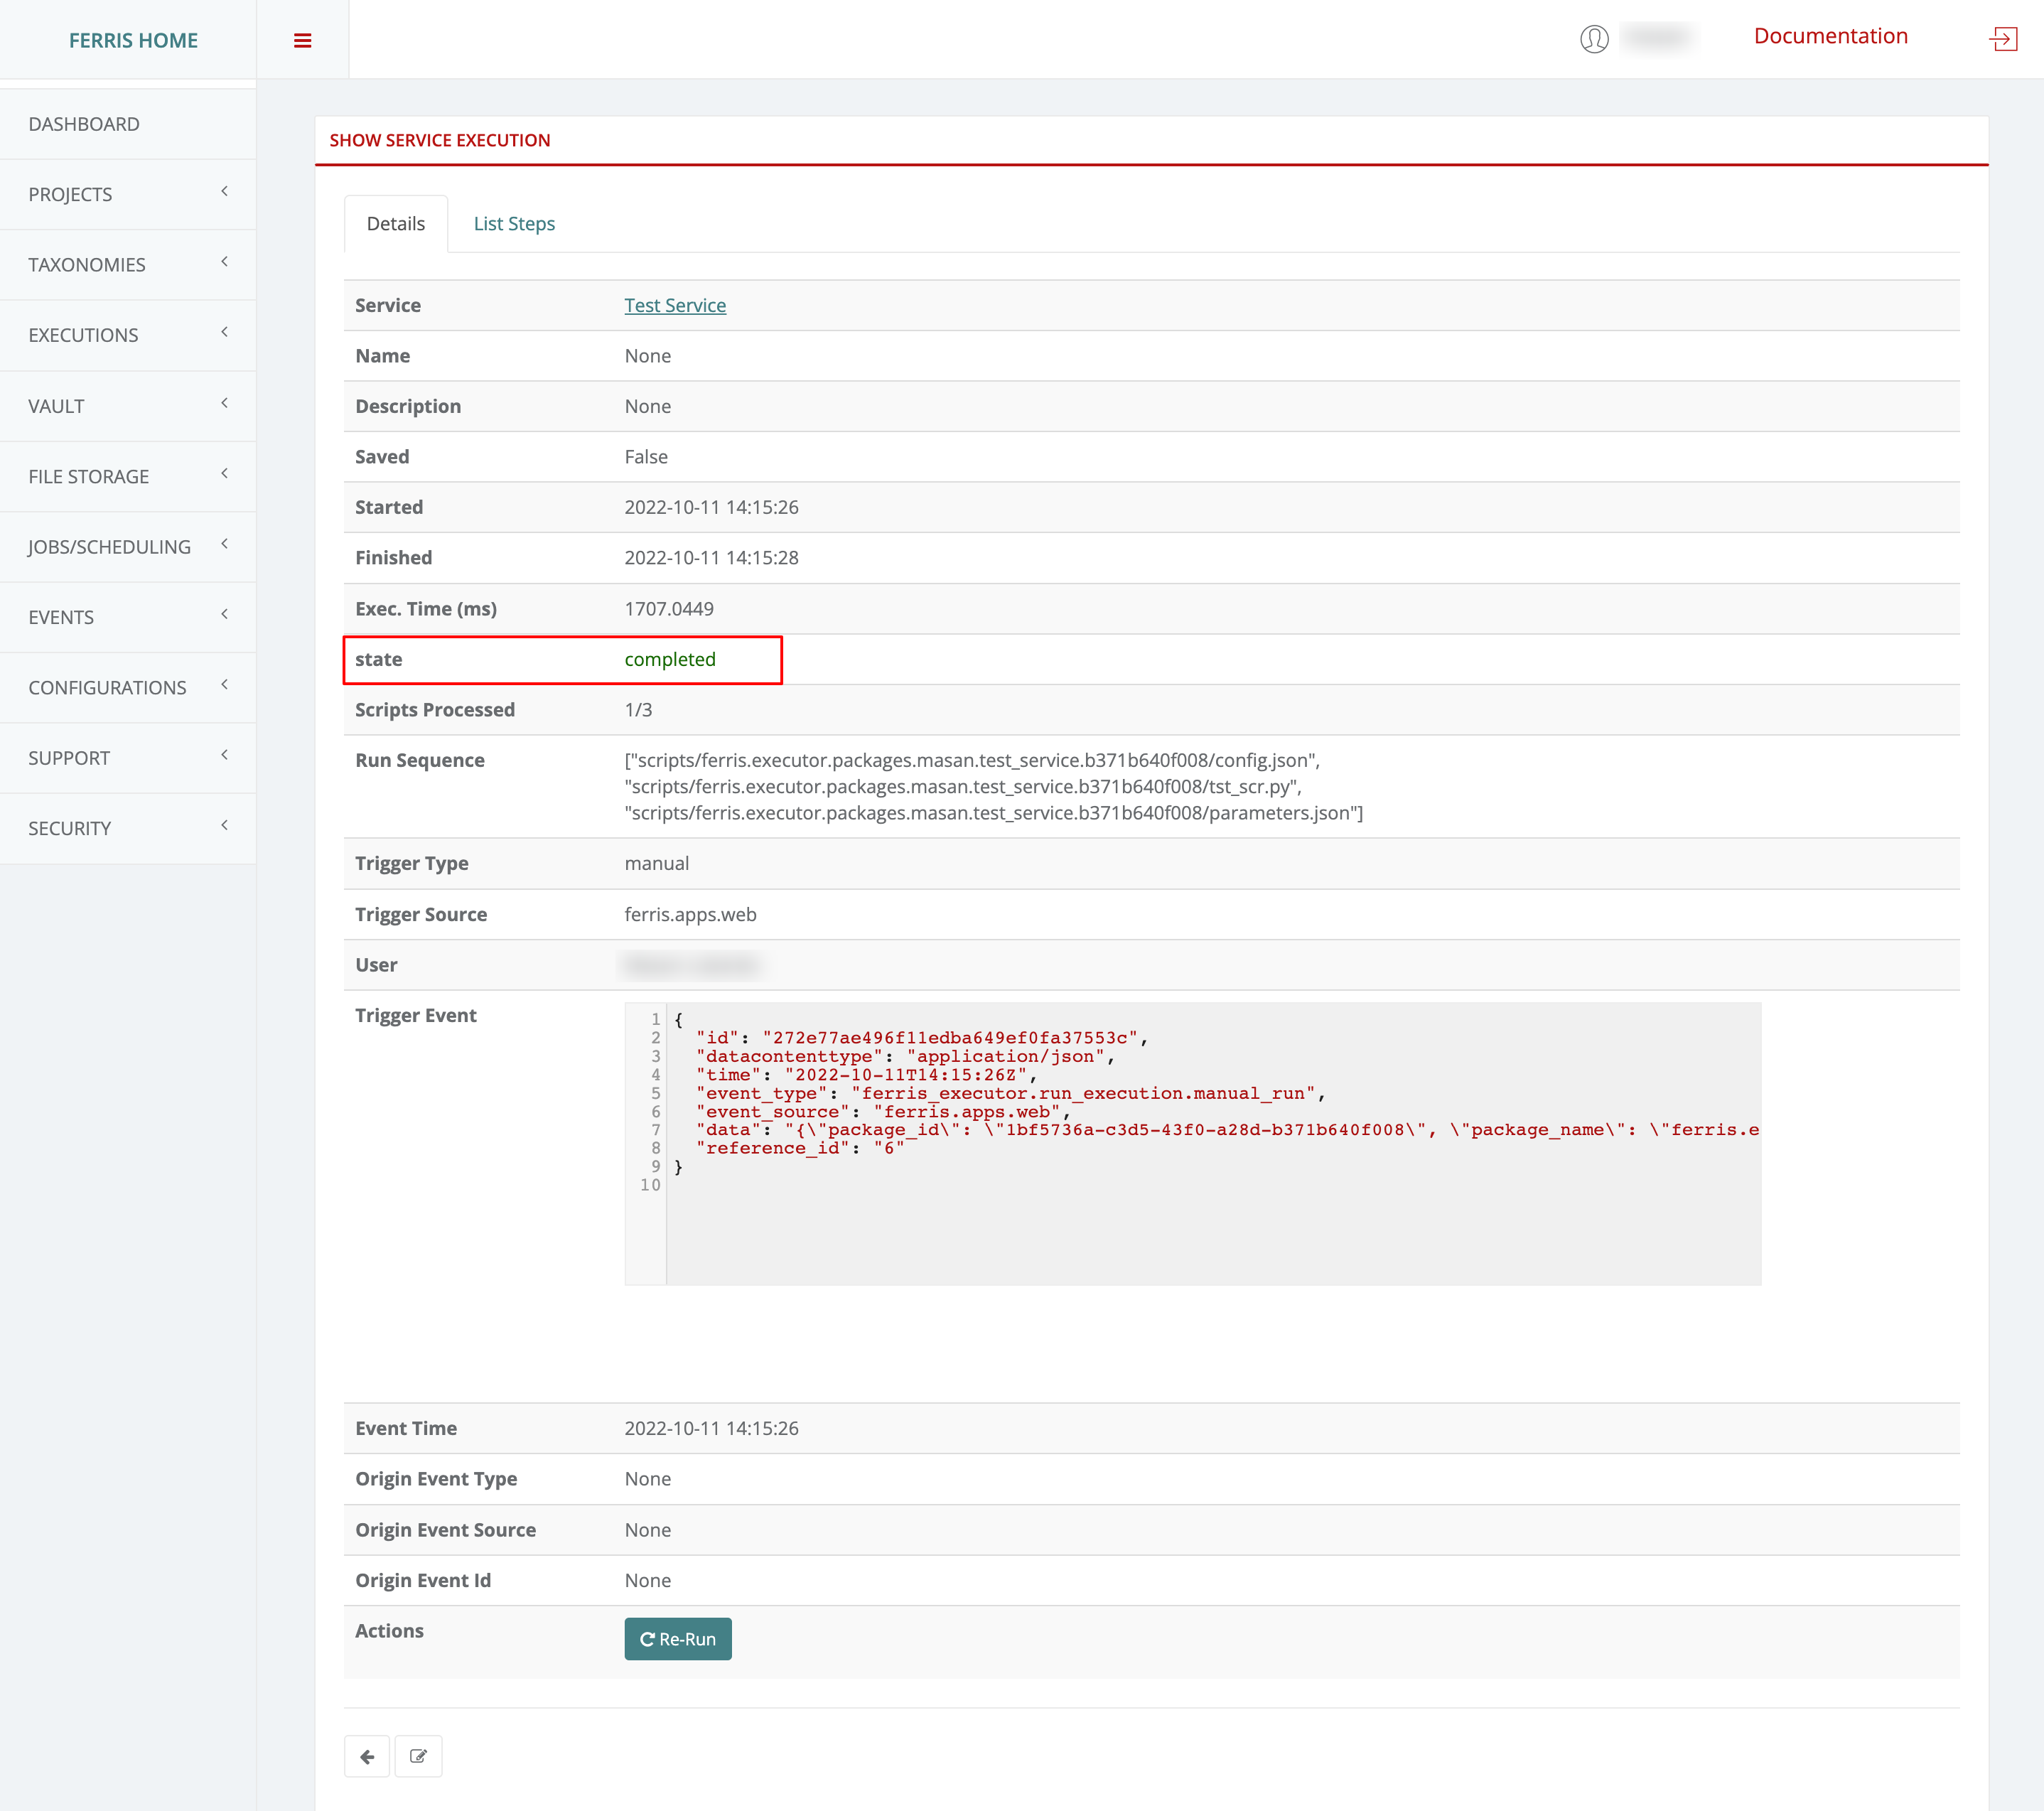 FERRIS HOME
Documentation
DASHBOARD
PROJECTS
TAXONOMIES
EXECUTIONS
VAULT
FILE STORAGE
JOBS/SCHEDULING
EVENTS
CONFIGURATIONS
SUPPORT
SECURITY
SHOW SERVICE EXECUTION
Details List Steps
Service Test Service
Name None
Description None
Saved False
Started 2022-10-11 14:15:26
Finished 2022-10-11 14:15:28
Exec. Time (ms) 1707.0449
state completed
Scripts Processed 1/3
Run Sequence ["scripts/ferris.executor.packages.masan.test_service.b371b640f008/config.json",
"scripts/ferris.executor.packages.masan.test_service.b371b640f008/tst_scr.py",
"scripts/ferris.executor.packages.masan.test_service.b371b640f008/parameters.json"]
Trigger Type manual
Trigger Source ferris.apps.web
User
Trigger Event
1 {
2 "id": "272e77ae496f11edba649ef0fa37553c",
3 "datacontenttype": "application/json",
4 "time": "2022-10-11T14:15:26Z",
5 "event_type": "ferris_executor.run_execution.manual_run",
6 "event_source": "ferris.apps.web",
7 "data": "{\"package_id\": \"1bf5736a-c3d5-43f0-a28d-b371b640f008\", \"package_name\": \"ferris.e
8 "reference_id": "6"
9 }
10
Event Time 2022-10-11 14:15:26
Origin Event Type None
Origin Event Source None
Origin Event Id None
Actions Re-Run